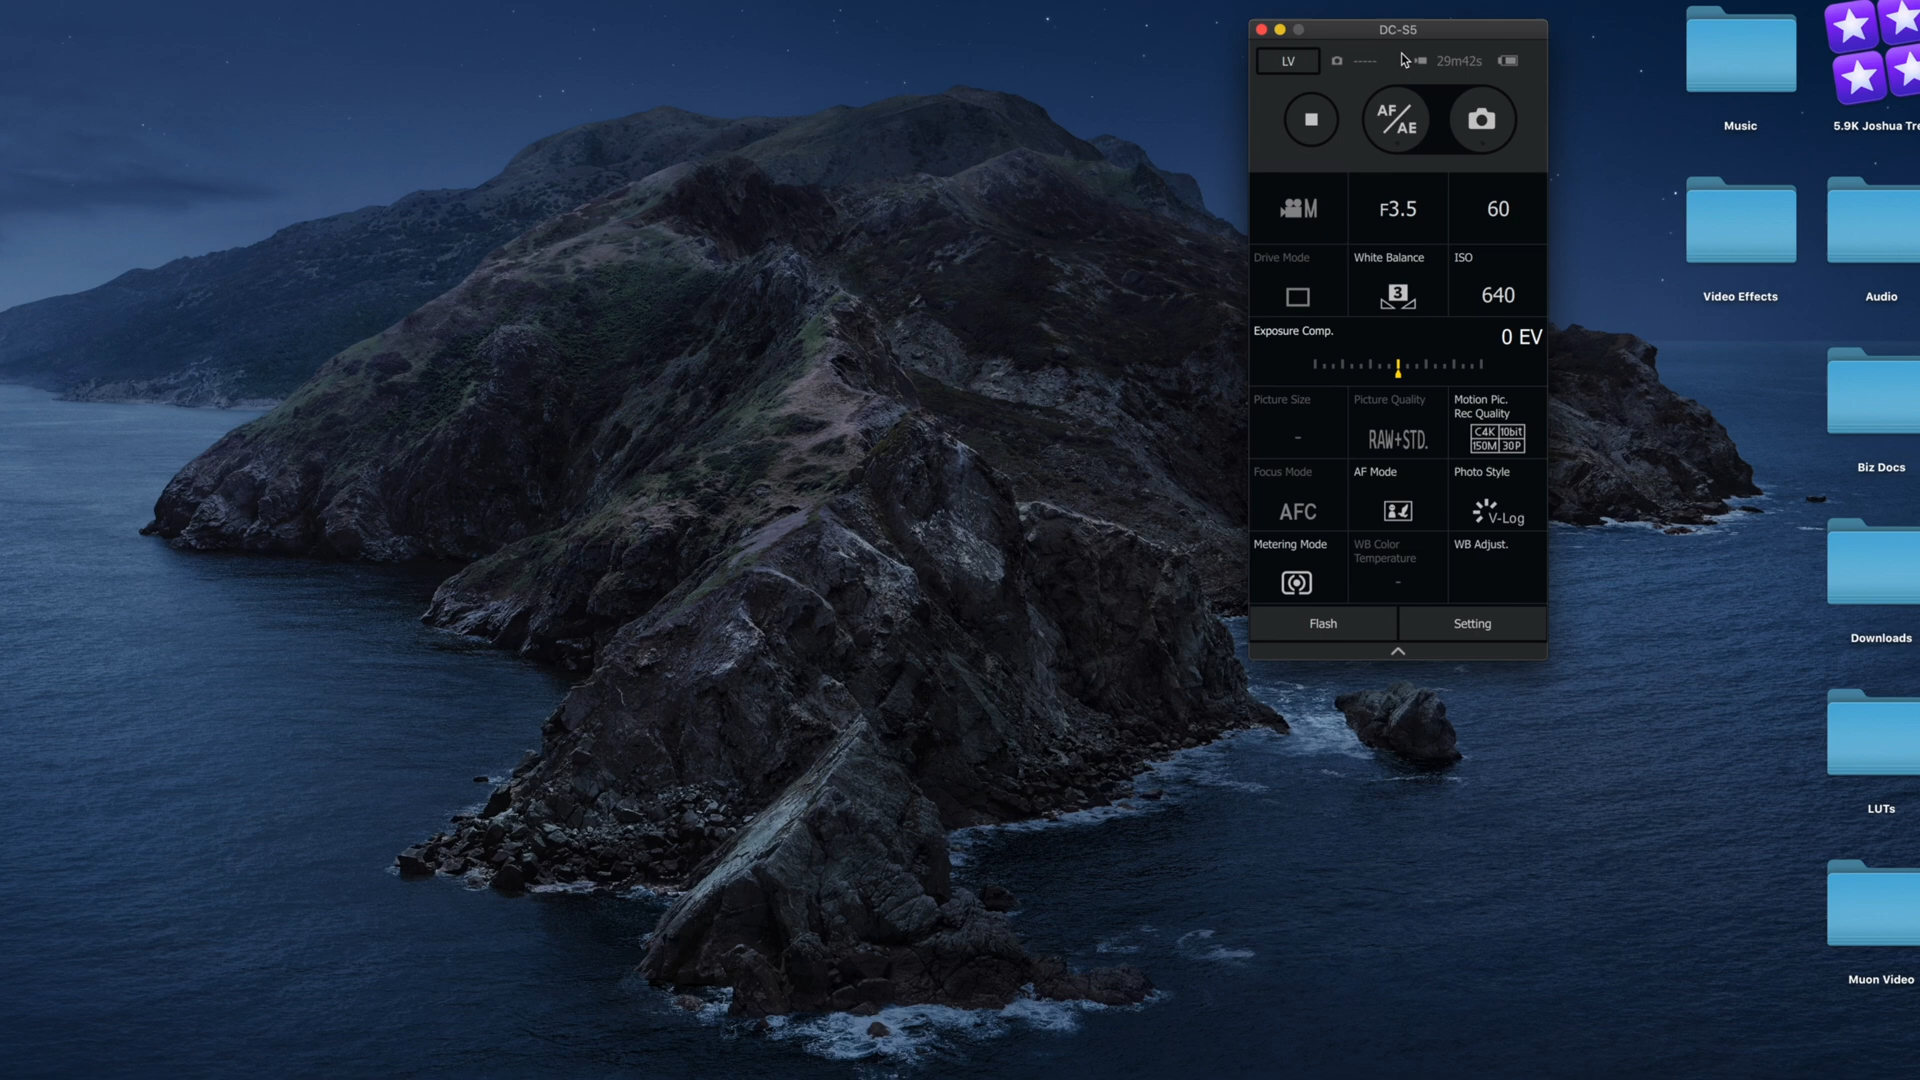 DC-S5
LV ----- 29m42s
AF/AE
M F3.5 60
Drive Mode White Balance ISO
3 640
Exposure Comp. 0 EV
Picture Size Picture Quality Motion Pic.
Rec Quality
- RAW+STD. C4K 10bit
150M 30P
Focus Mode AF Mode Photo Style
AFC V-Log
Metering Mode WB Color
Temperature WB Adjust.
-
Flash Setting
Music 5.9K Joshua Tre
Video Effects Audio
Biz Docs
Downloads
LUTs
Muon Video